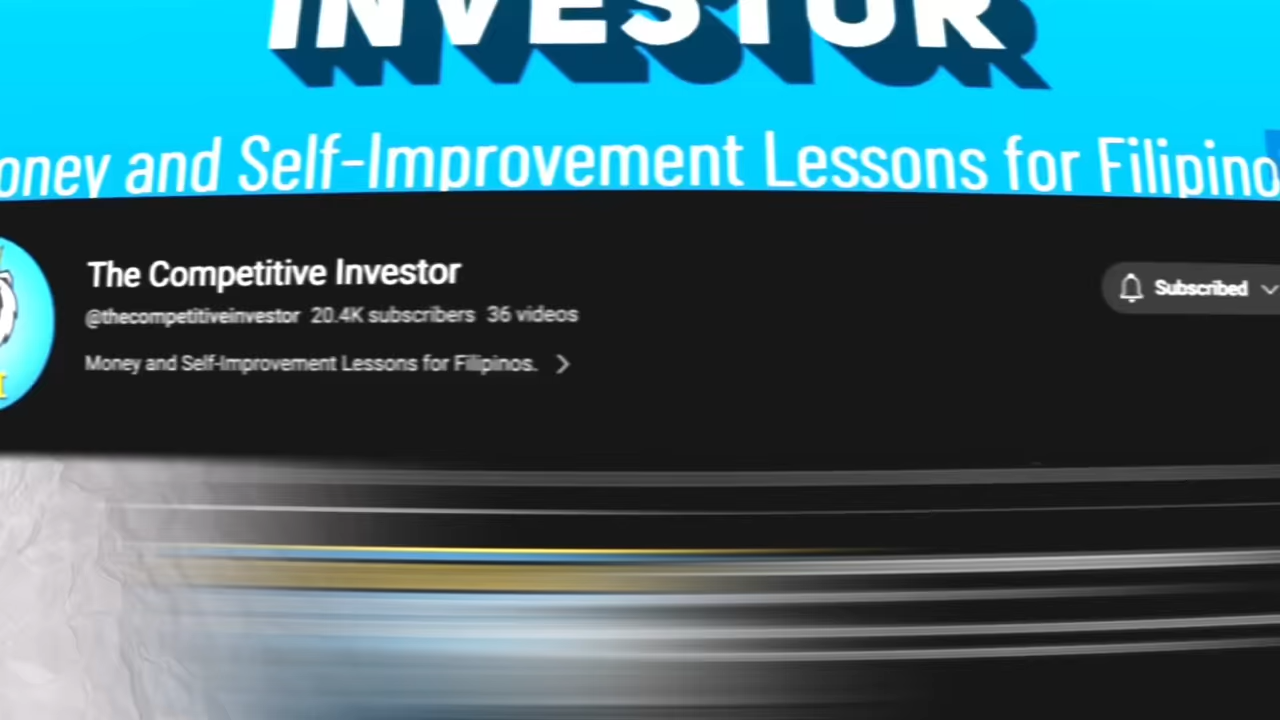 INVESTOR
oney and Self-Improvement Lessons for Filipino
The Competitive Investor
Subscribed
@thecompetitiveinvestor 20.4K subscribers 36 videos
Money and Self-Improvement Lessons for Filipinos.